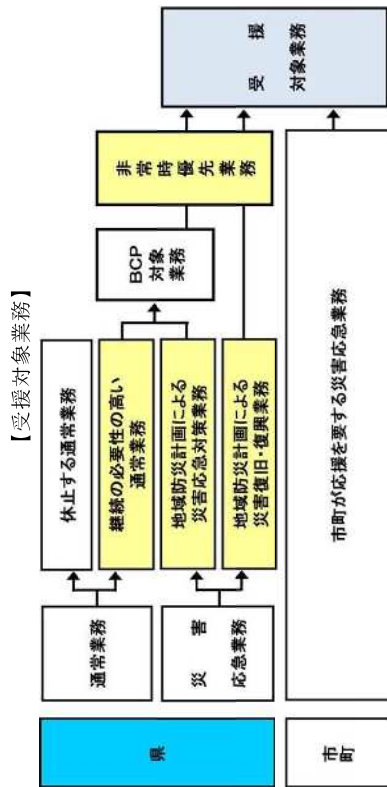 【受援対象業務】
県
通常業務
災害
応急業務
休止する通常業務
継続の必要性の高い
通常業務
地域防災計画による
災害応急対策業務
地域防災計画による
災害復旧・復興業務
BCP
対象
業務
非常時優先業務
受援
対象業務
市町
市町が応援を要する災害応急業務